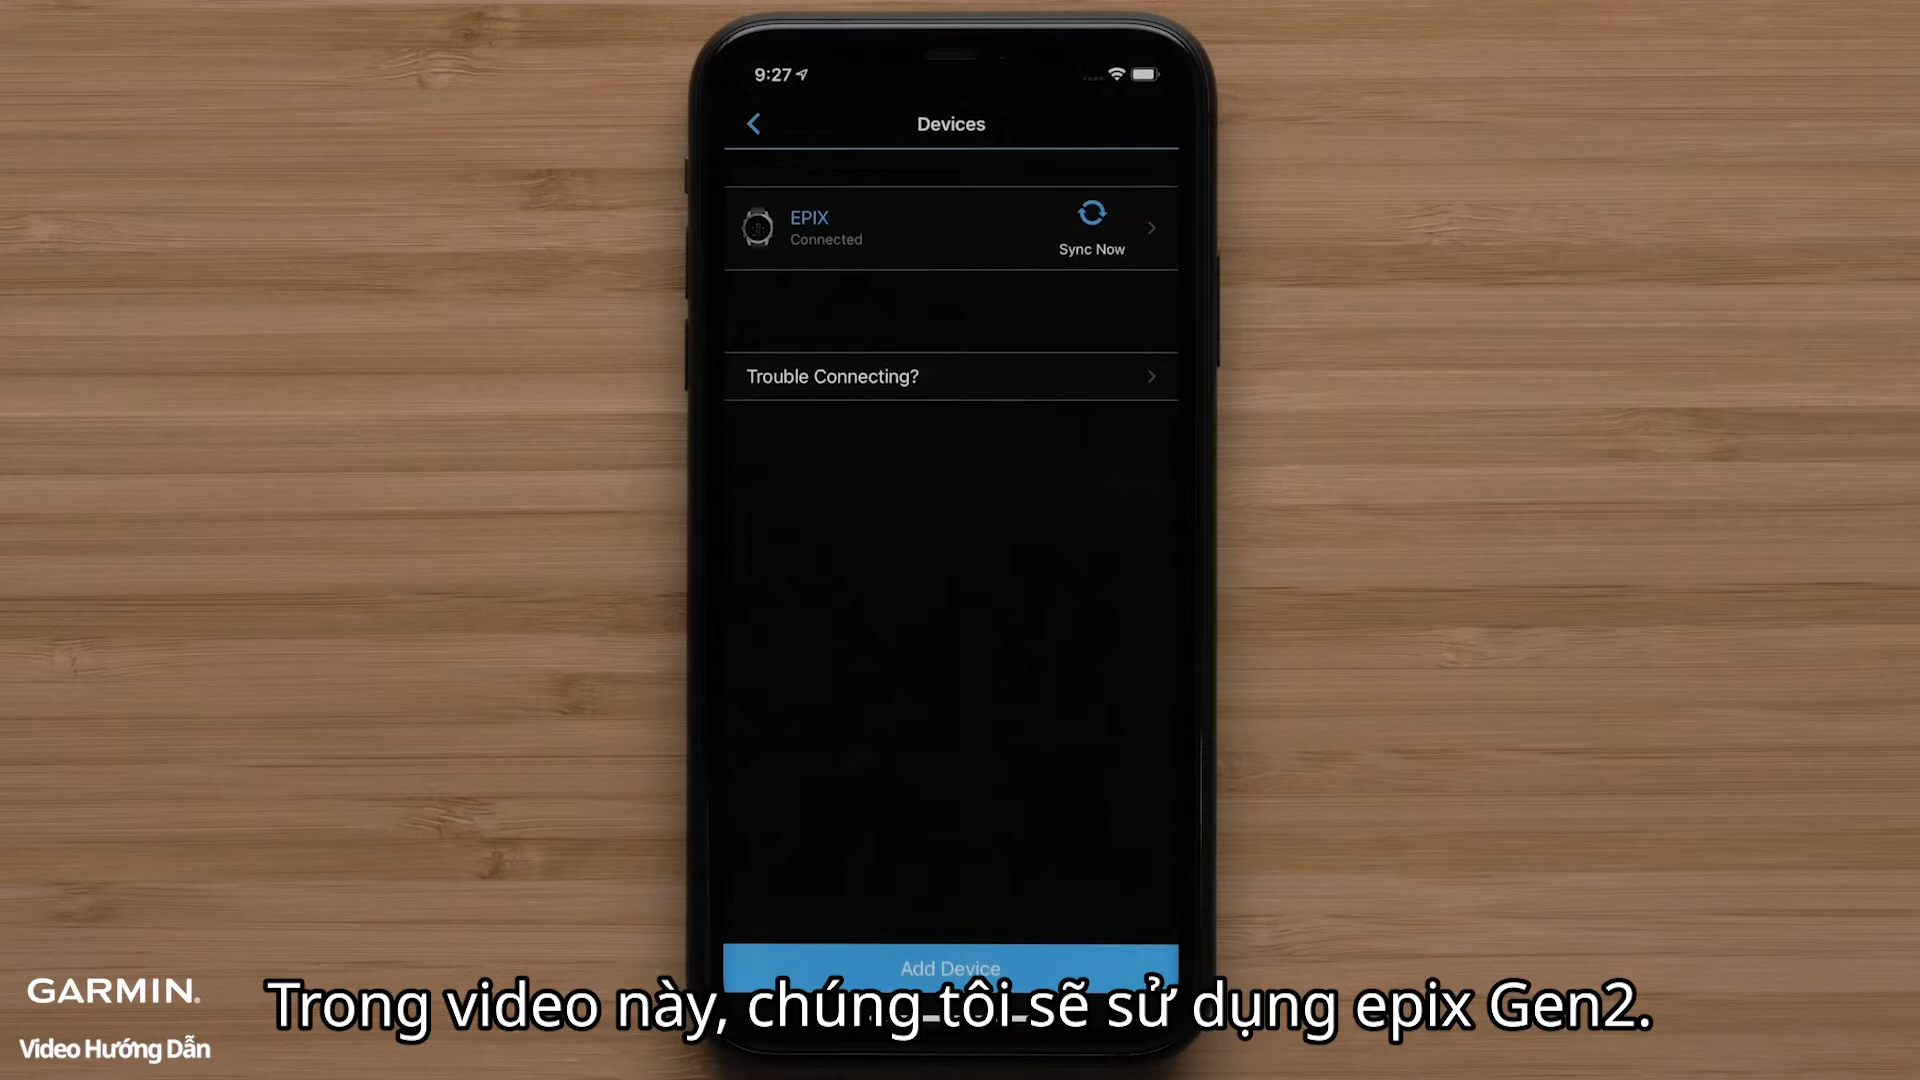 9:27
Devices
EPIX
Connected
Sync Now
Trouble Connecting?
Add Device
GARMIN.
Trong video này, chúng tôi sẽ sử dụng epix Gen2.
Video Hướng Dẫn